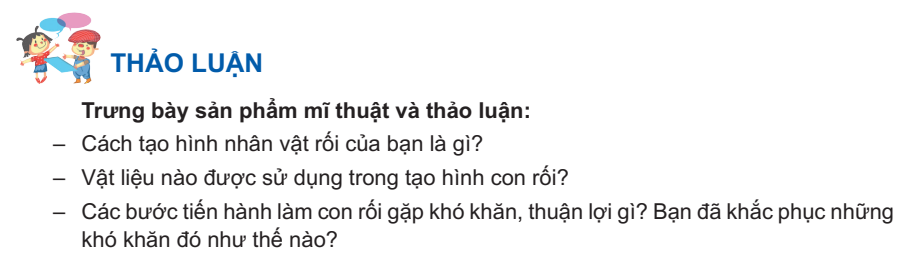 THẢO LUẬN
Trưng bày sản phẩm mĩ thuật và thảo luận:
– Cách tạo hình nhân vật rối của bạn là gì?
– Vật liệu nào được sử dụng trong tạo hình con rối?
– Các bước tiến hành làm con rối gặp khó khăn, thuận lợi gì? Bạn đã khắc phục những
khó khăn đó như thế nào?